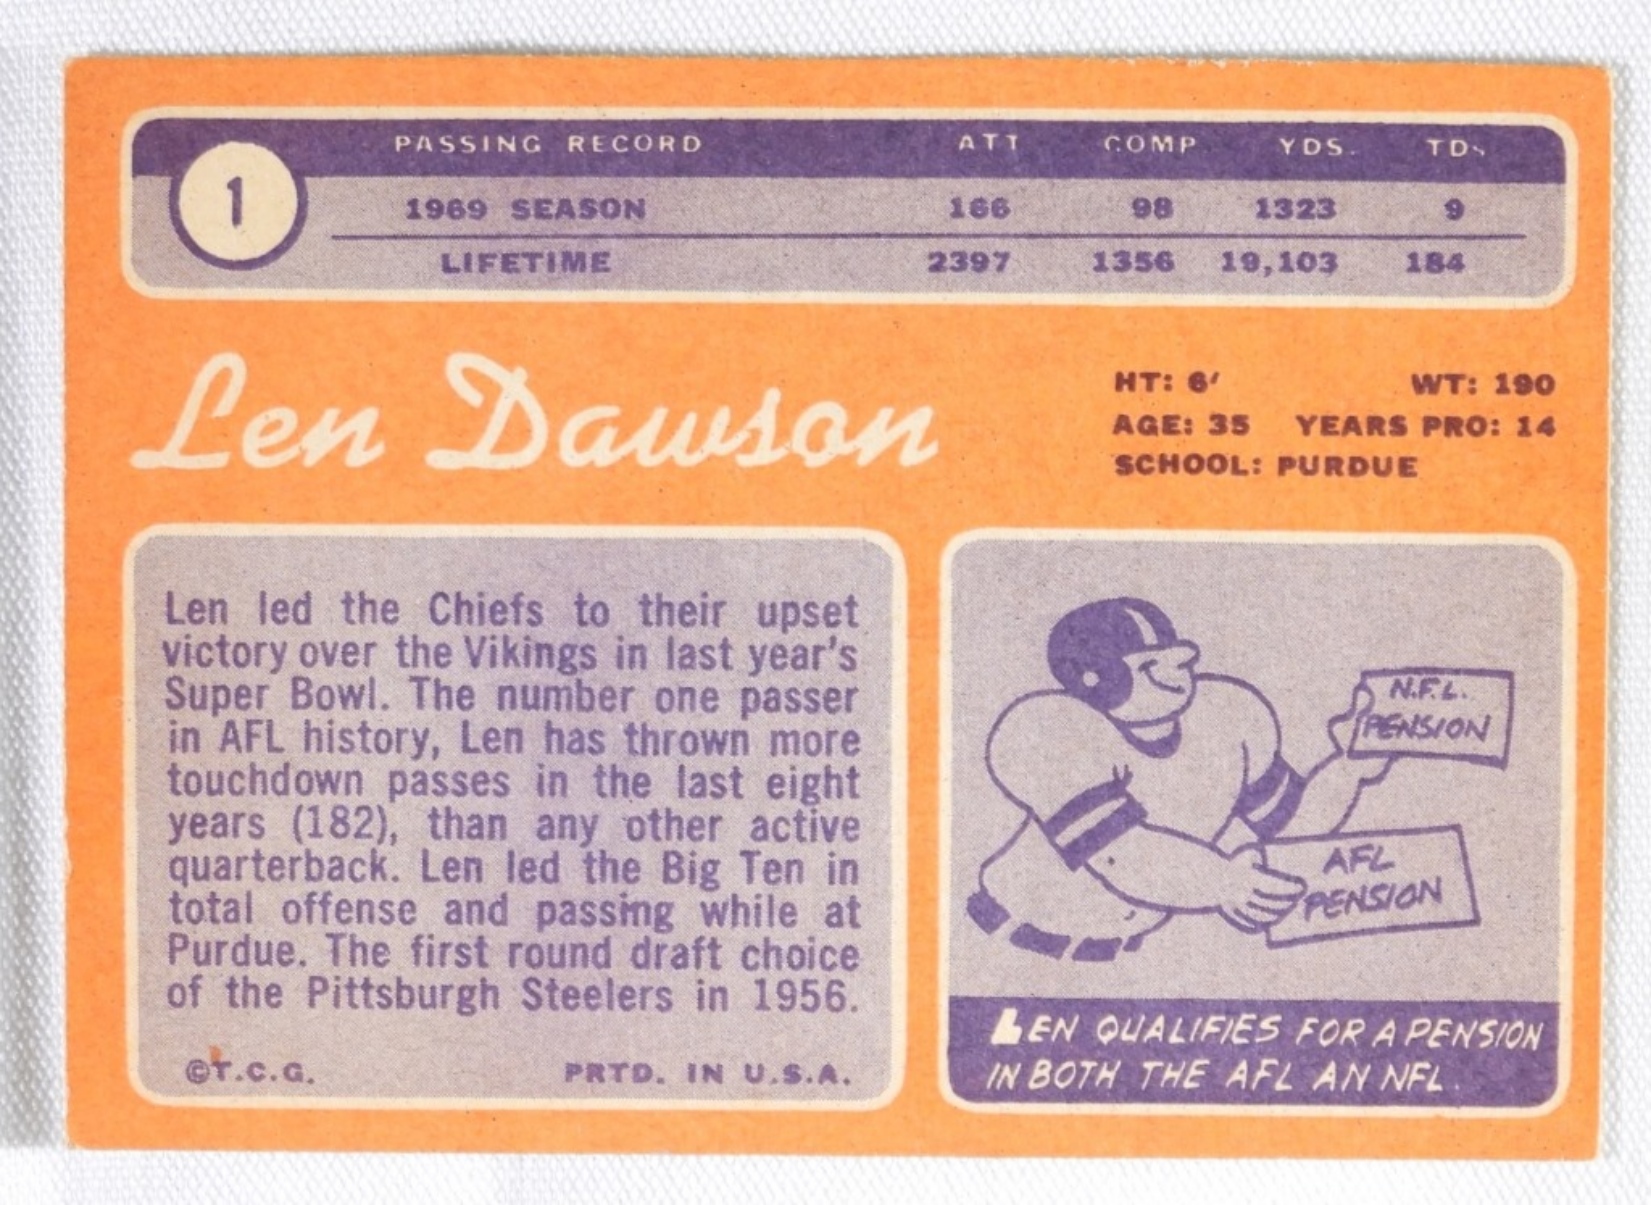 PASSING RECORD ATT COMP. YDS. TDs
1
1969 SEASON 166 98 1323 9
LIFETIME 2397 1356 19,103 184
Len Dawson
HT: 6' WT: 190
AGE: 35 YEARS PRO: 14
SCHOOL: PURDUE
Len led the Chiefs to their upset
victory over the Vikings in last year's
Super Bowl. The number one passer
in AFL history, Len has thrown more
touchdown passes in the last eight
years (182), than any other active
quarterback. Len led the Big Ten in
total offense and passing while at
Purdue. The first round draft choice
of the Pittsburgh Steelers in 1956.
©T.C.G. PRTD. IN U.S.A.
N.F.L.
PENSION
AFL
PENSION
LEN QUALIFIES FOR A PENSION
IN BOTH THE AFL AN NFL.